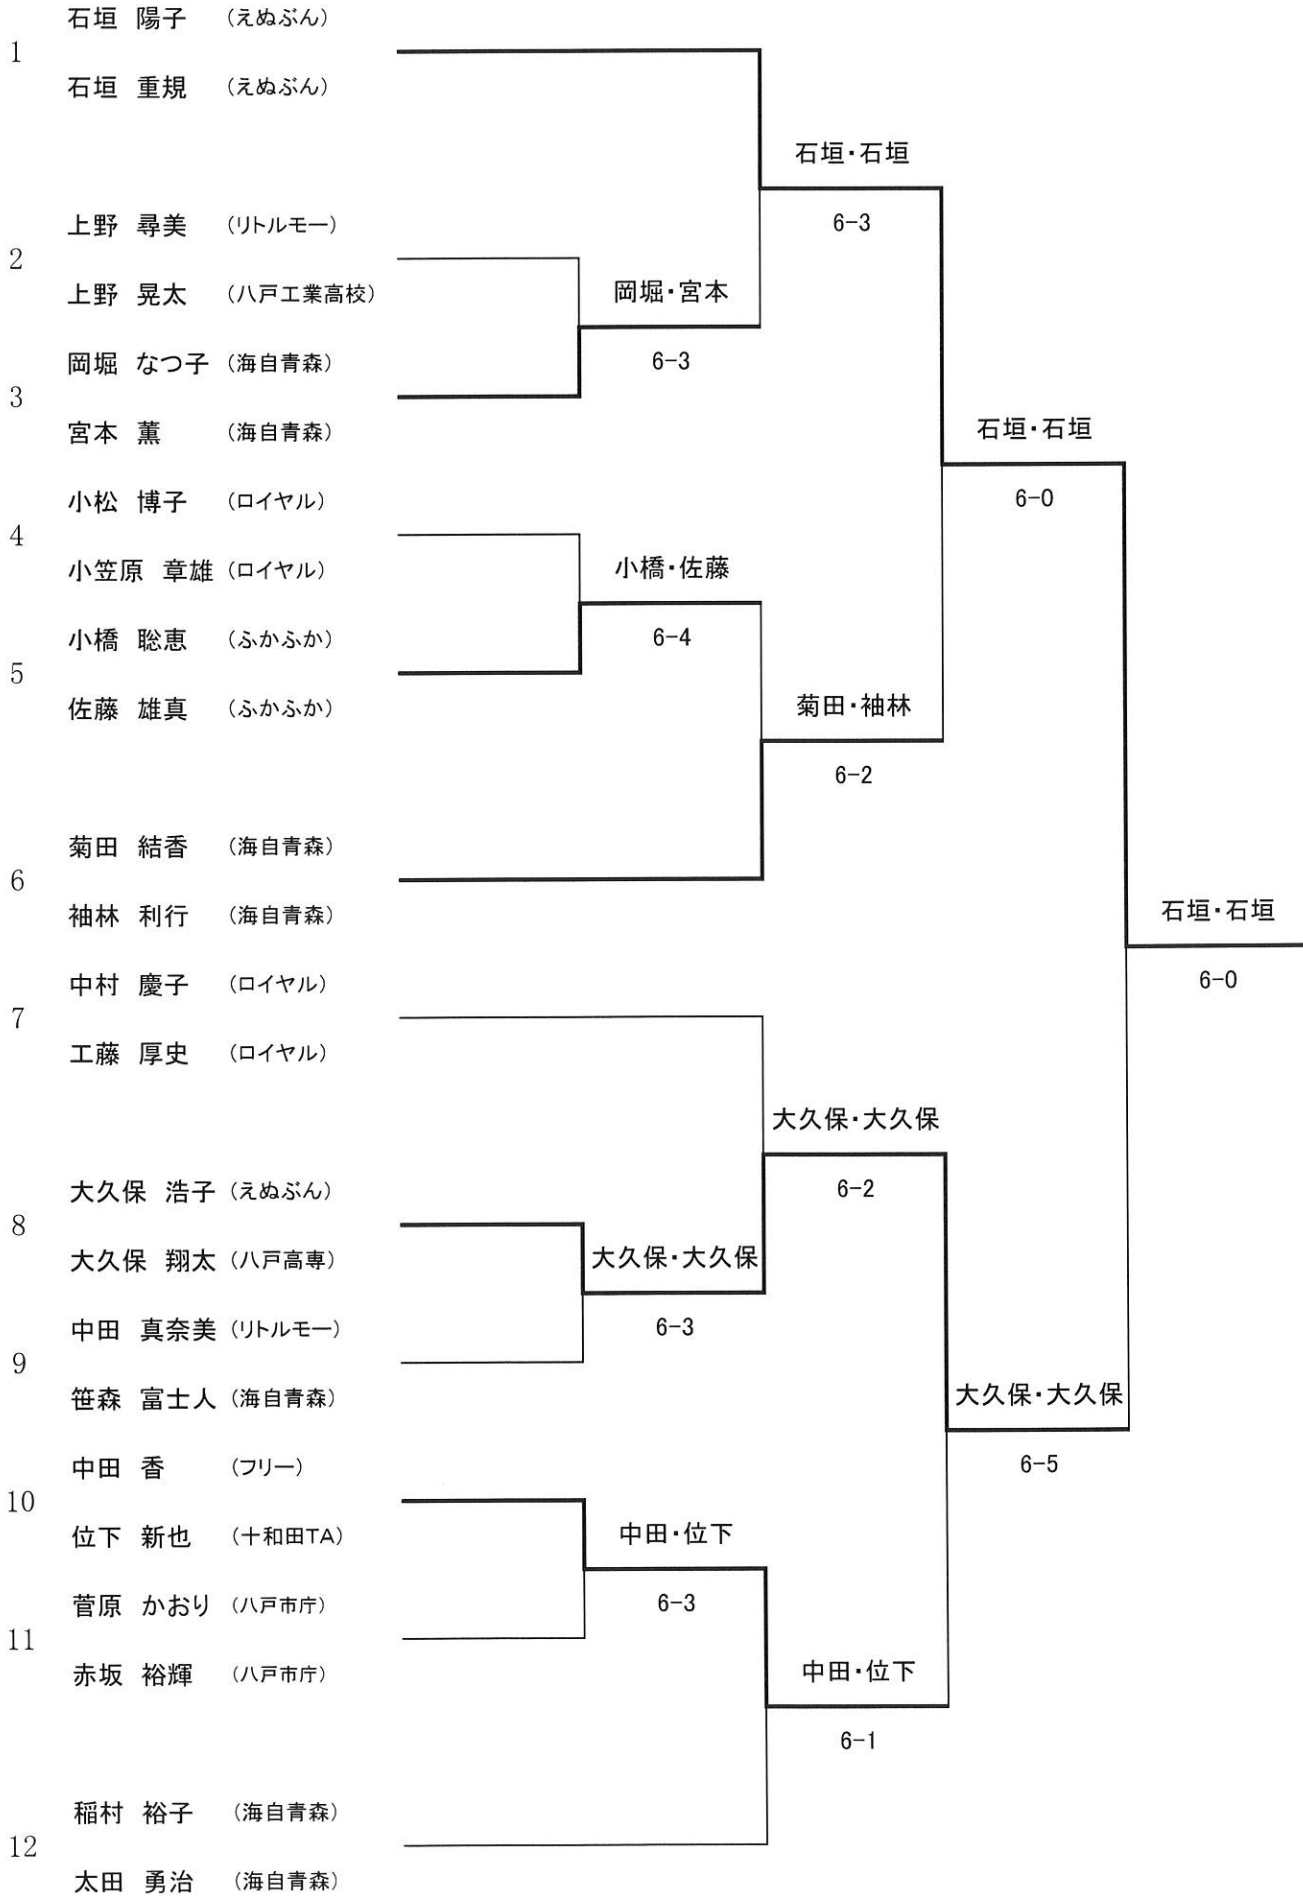 石垣 陽子 (えぬぶん)
1
石垣 重規 (えぬぶん)
石垣・石垣
上野 尋美 (リトルモー)
6-3
2
上野 晃太 (八戸工業高校)
岡堀・宮本
岡堀 なつ子 (海自青森)
6-3
3
宮本 薫 (海自青森)
石垣・石垣
小松 博子 (ロイヤル)
6-0
4
小笠原 章雄 (ロイヤル)
小橋・佐藤
小橋 聡恵 (ふかふか)
6-4
5
佐藤 雄真 (ふかふか)
菊田・袖林
6-2
菊田 結香 (海自青森)
6
袖林 利行 (海自青森)
石垣・石垣
中村 慶子 (ロイヤル)
6-0
7
工藤 厚史 (ロイヤル)
大久保・大久保
大久保 浩子 (えぬぶん)
6-2
8
大久保 翔太 (八戸高専)
大久保・大久保
中田 真奈美 (リトルモー)
6-3
9
笹森 富士人 (海自青森)
大久保・大久保
中田 香 (フリー)
6-5
10
位下 新也 (十和田TA)
中田・位下
菅原 かおり (八戸市庁)
6-3
11
赤坂 裕輝 (八戸市庁)
中田・位下
6-1
稲村 裕子 (海自青森)
12
太田 勇治 (海自青森)